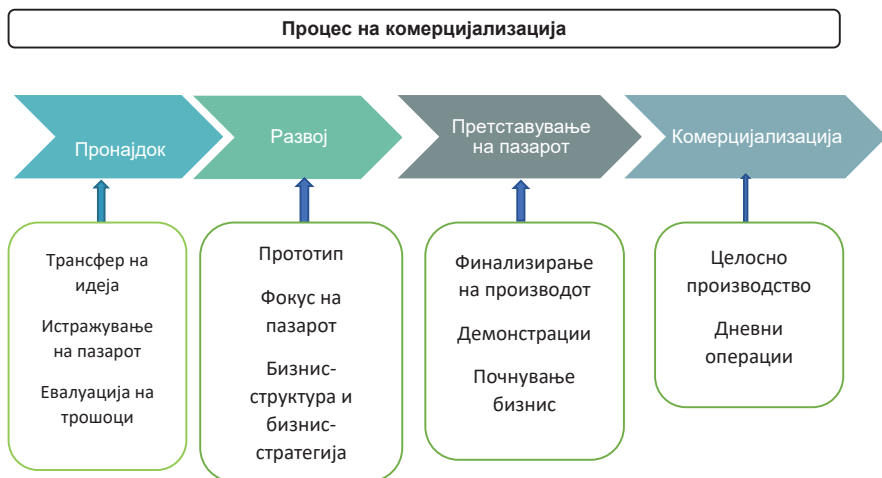 Процес на комерцијализација
Пронајдок
Развој
Претставување
на пазарот
Комерцијализација
Трансфер на
идеја
Истражување
на пазарот
Евалуација на
трошоци
Прототип
Фокус на
пазарот
Бизнис-
структура и
бизнис-
стратегија
Финализирање
на производот
Демонстрации
Почнување
бизнис
Целосно
производство
Дневни
операции